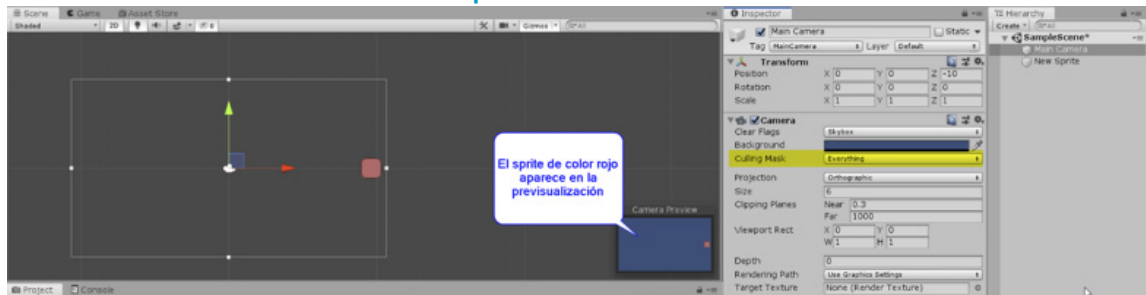 Scene Game Asset Store
Shaded 2D Gizmos All
El sprite de color rojo
aparece en la
previsualización
Camera Preview
Project Console
Inspector
Main Camera Static
Tag MainCamera Layer Default
Transform
Position X 0 Y 0 Z -10
Rotation X 0 Y 0 Z 0
Scale X 1 Y 1 Z 1
Camera
Clear Flags Skybox
Background
Culling Mask Everything
Projection Orthographic
Size 6
Clipping Planes Near 0.3
Far 1000
Viewport Rect X 0 Y 0
W 1 H 1
Depth 0
Rendering Path Use Graphics Settings
Target Texture None (Render Texture)
Hierarchy
Create All
SampleScene*
Main Camera
New Sprite